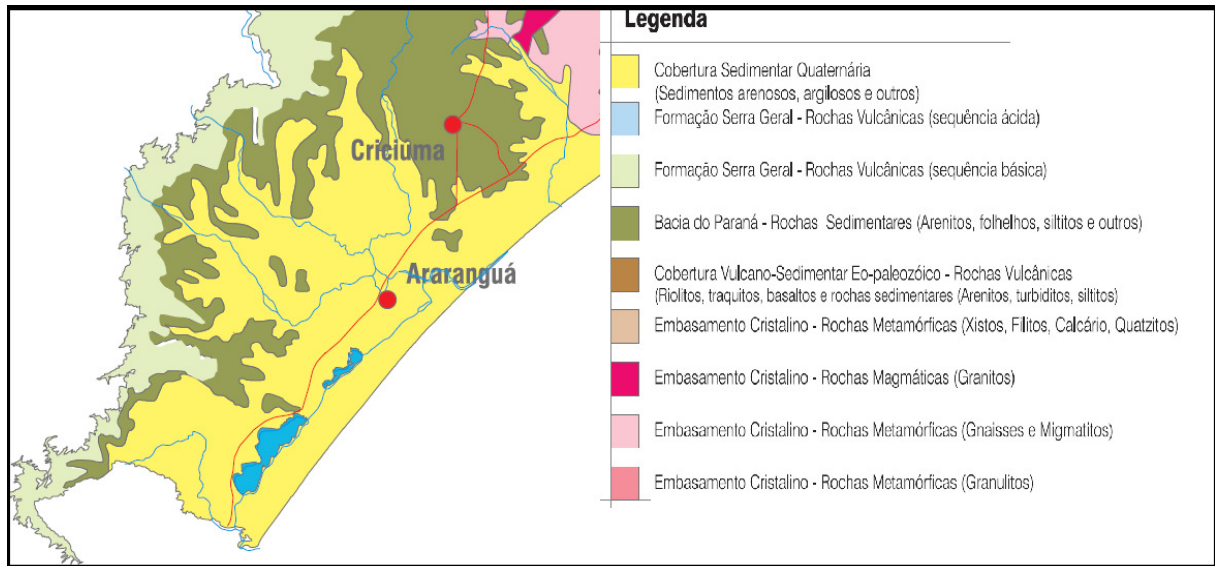 Legenda
Cobertura Sedimentar Quaternária
(Sedimentos arenosos, argilosos e outros)
Formação Serra Geral - Rochas Vulcânicas (sequência ácida)
Formação Serra Geral - Rochas Vulcânicas (sequência básica)
Bacia do Paraná - Rochas Sedimentares (Arenitos, folhelhos, siltitos e outros)
Cobertura Vulcano-Sedimentar Eo-paleozóico - Rochas Vulcânicas
(Riolitos, traquitos, basaltos e rochas sedimentares (Arenitos, turbiditos, siltitos)
Embasamento Cristalino - Rochas Metamórficas (Xistos, Filitos, Calcário, Quatzitos)
Embasamento Cristalino - Rochas Magmáticas (Granitos)
Embasamento Cristalino - Rochas Metamórficas (Gnaisses e Migmatitos)
Embasamento Cristalino - Rochas Metamórficas (Granulitos)
Criciúma
Araranguá